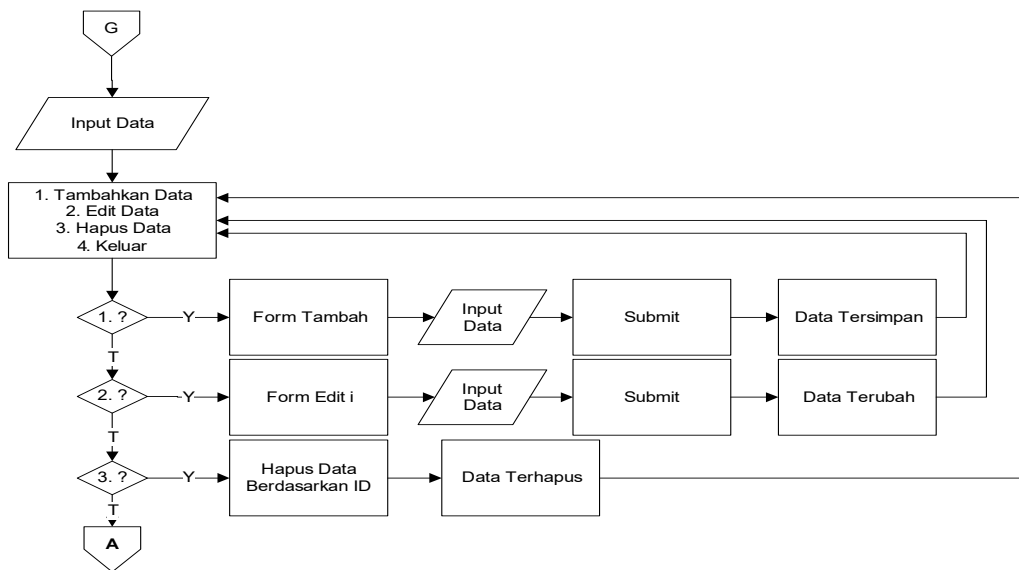 G
Input Data
1. Tambahkan Data
2. Edit Data
3. Hapus Data
4. Keluar
1. ?
Y
Form Tambah
Input
Data
Submit
Data Tersimpan
T
2. ?
Y
Form Edit i
Input
Data
Submit
Data Terubah
T
3. ?
Y
Hapus Data
Berdasarkan ID
Data Terhapus
T
A